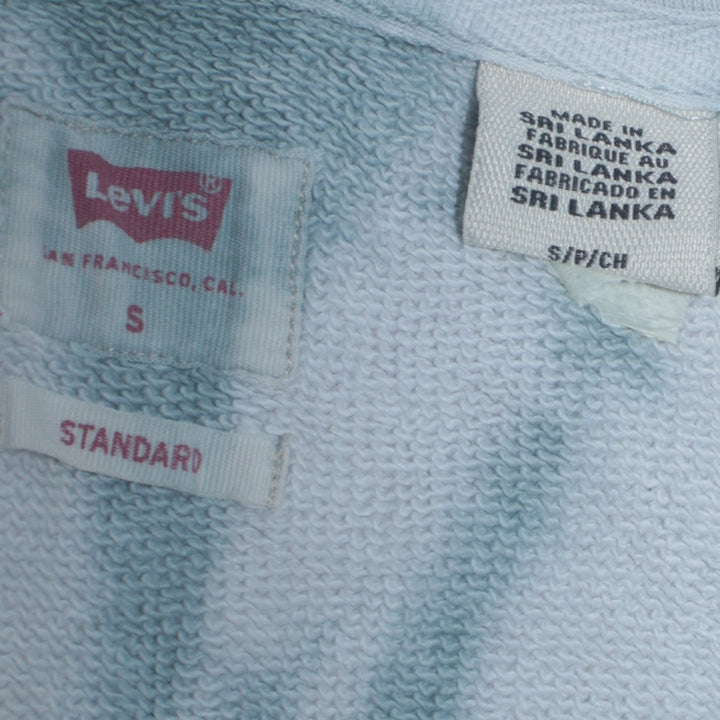 Levi's®
SAN FRANCISCO, CAL.
S
STANDARD
MADE IN
SRI LANKA
FABRIQUE AU
SRI LANKA
FABRICADO EN
SRI LANKA
S/P/CH